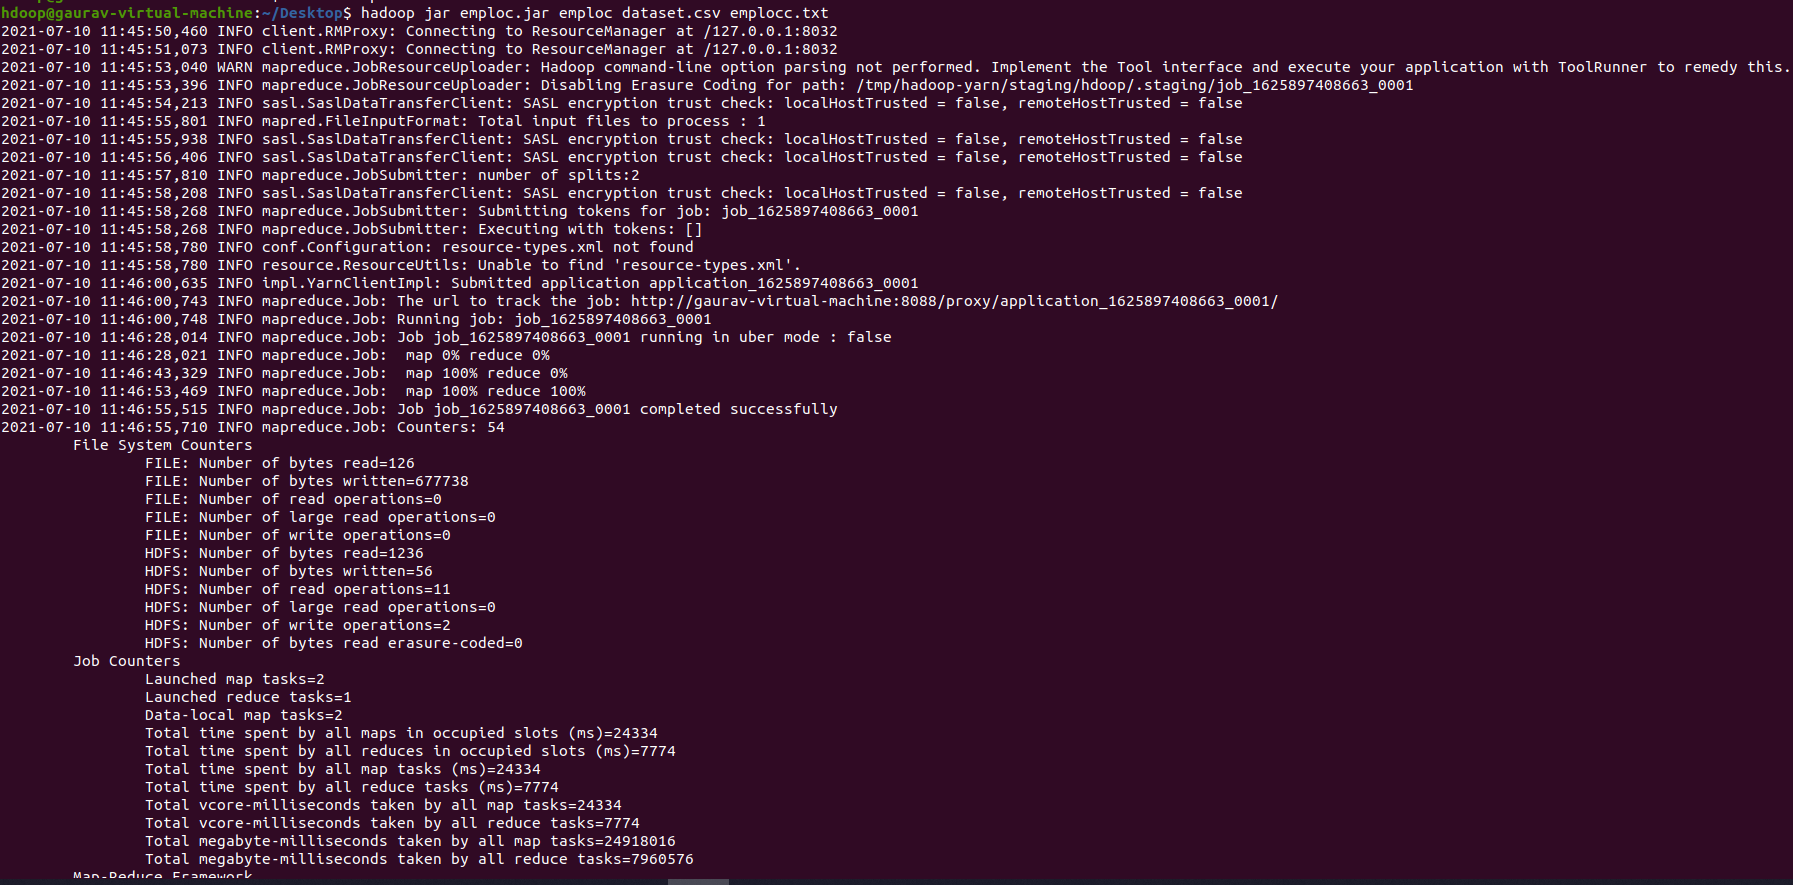 hdoop@gaurav-virtual-machine:~/Desktop$ hadoop jar emploc.jar emploc dataset.csv emplocc.txt
2021-07-10 11:45:50,460 INFO client.RMProxy: Connecting to ResourceManager at /127.0.0.1:8032
2021-07-10 11:45:51,073 INFO client.RMProxy: Connecting to ResourceManager at /127.0.0.1:8032
2021-07-10 11:45:53,040 WARN mapreduce.JobResourceUploader: Hadoop command-line option parsing not performed. Implement the Tool interface and execute your application with ToolRunner to remedy this.
2021-07-10 11:45:53,396 INFO mapreduce.JobResourceUploader: Disabling Erasure Coding for path: /tmp/hadoop-yarn/staging/hdoop/.staging/job_1625897408663_0001
2021-07-10 11:45:54,213 INFO sasl.SaslDataTransferClient: SASL encryption trust check: localHostTrusted = false, remoteHostTrusted = false
2021-07-10 11:45:55,801 INFO mapred.FileInputFormat: Total input files to process : 1
2021-07-10 11:45:55,938 INFO sasl.SaslDataTransferClient: SASL encryption trust check: localHostTrusted = false, remoteHostTrusted = false
2021-07-10 11:45:56,406 INFO sasl.SaslDataTransferClient: SASL encryption trust check: localHostTrusted = false, remoteHostTrusted = false
2021-07-10 11:45:57,810 INFO mapreduce.JobSubmitter: number of splits:2
2021-07-10 11:45:58,208 INFO sasl.SaslDataTransferClient: SASL encryption trust check: localHostTrusted = false, remoteHostTrusted = false
2021-07-10 11:45:58,268 INFO mapreduce.JobSubmitter: Submitting tokens for job: job_1625897408663_0001
2021-07-10 11:45:58,268 INFO mapreduce.JobSubmitter: Executing with tokens: []
2021-07-10 11:45:58,780 INFO conf.Configuration: resource-types.xml not found
2021-07-10 11:45:58,780 INFO resource.ResourceUtils: Unable to find 'resource-types.xml'.
2021-07-10 11:46:00,635 INFO impl.YarnClientImpl: Submitted application application_1625897408663_0001
2021-07-10 11:46:00,743 INFO mapreduce.Job: The url to track the job: http://gaurav-virtual-machine:8088/proxy/application_1625897408663_0001/
2021-07-10 11:46:00,748 INFO mapreduce.Job: Running job: job_1625897408663_0001
2021-07-10 11:46:28,014 INFO mapreduce.Job: Job job_1625897408663_0001 running in uber mode : false
2021-07-10 11:46:28,021 INFO mapreduce.Job:  map 0% reduce 0%
2021-07-10 11:46:43,329 INFO mapreduce.Job:  map 100% reduce 0%
2021-07-10 11:46:53,469 INFO mapreduce.Job:  map 100% reduce 100%
2021-07-10 11:46:55,515 INFO mapreduce.Job: Job job_1625897408663_0001 completed successfully
2021-07-10 11:46:55,710 INFO mapreduce.Job: Counters: 54
File System Counters
FILE: Number of bytes read=126
FILE: Number of bytes written=677738
FILE: Number of read operations=0
FILE: Number of large read operations=0
FILE: Number of write operations=0
HDFS: Number of bytes read=1236
HDFS: Number of bytes written=56
HDFS: Number of read operations=11
HDFS: Number of large read operations=0
HDFS: Number of write operations=2
HDFS: Number of bytes read erasure-coded=0
Job Counters
Launched map tasks=2
Launched reduce tasks=1
Data-local map tasks=2
Total time spent by all maps in occupied slots (ms)=24334
Total time spent by all reduces in occupied slots (ms)=7774
Total time spent by all map tasks (ms)=24334
Total time spent by all reduce tasks (ms)=7774
Total vcore-milliseconds taken by all map tasks=24334
Total vcore-milliseconds taken by all reduce tasks=7774
Total megabyte-milliseconds taken by all map tasks=24918016
Total megabyte-milliseconds taken by all reduce tasks=7960576
Map-Reduce Framework